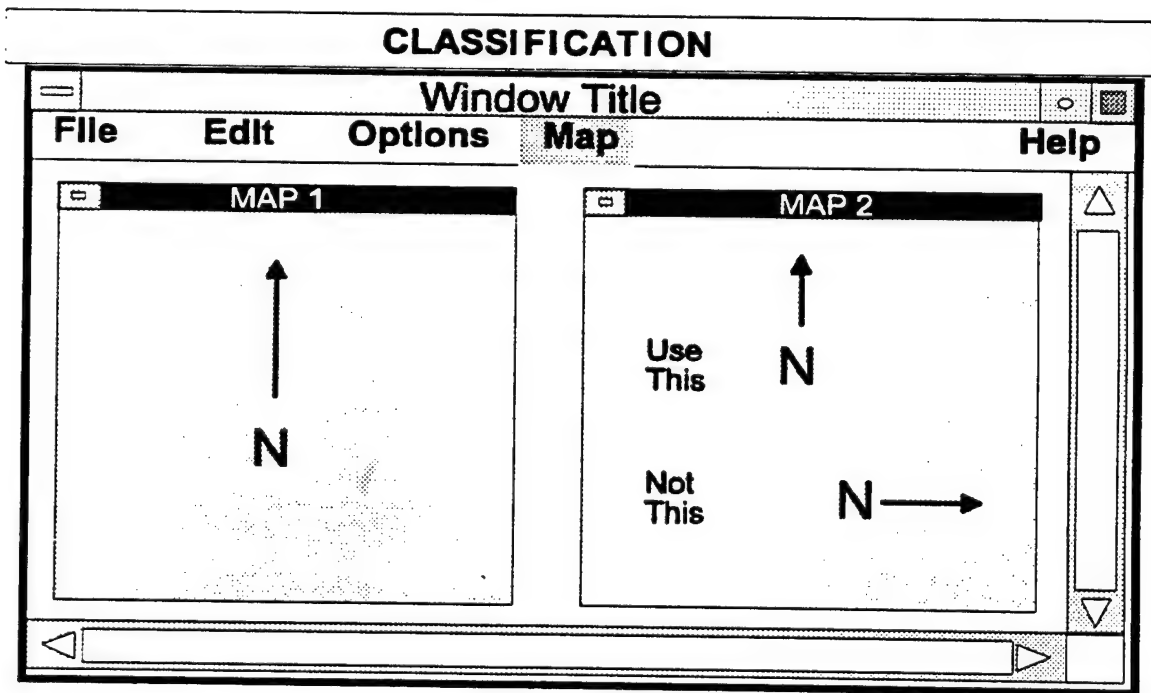 CLASSIFICATION
Window Title
File Edit Options Map Help
MAP 1
N
MAP 2
Use
This
N
Not
This
N